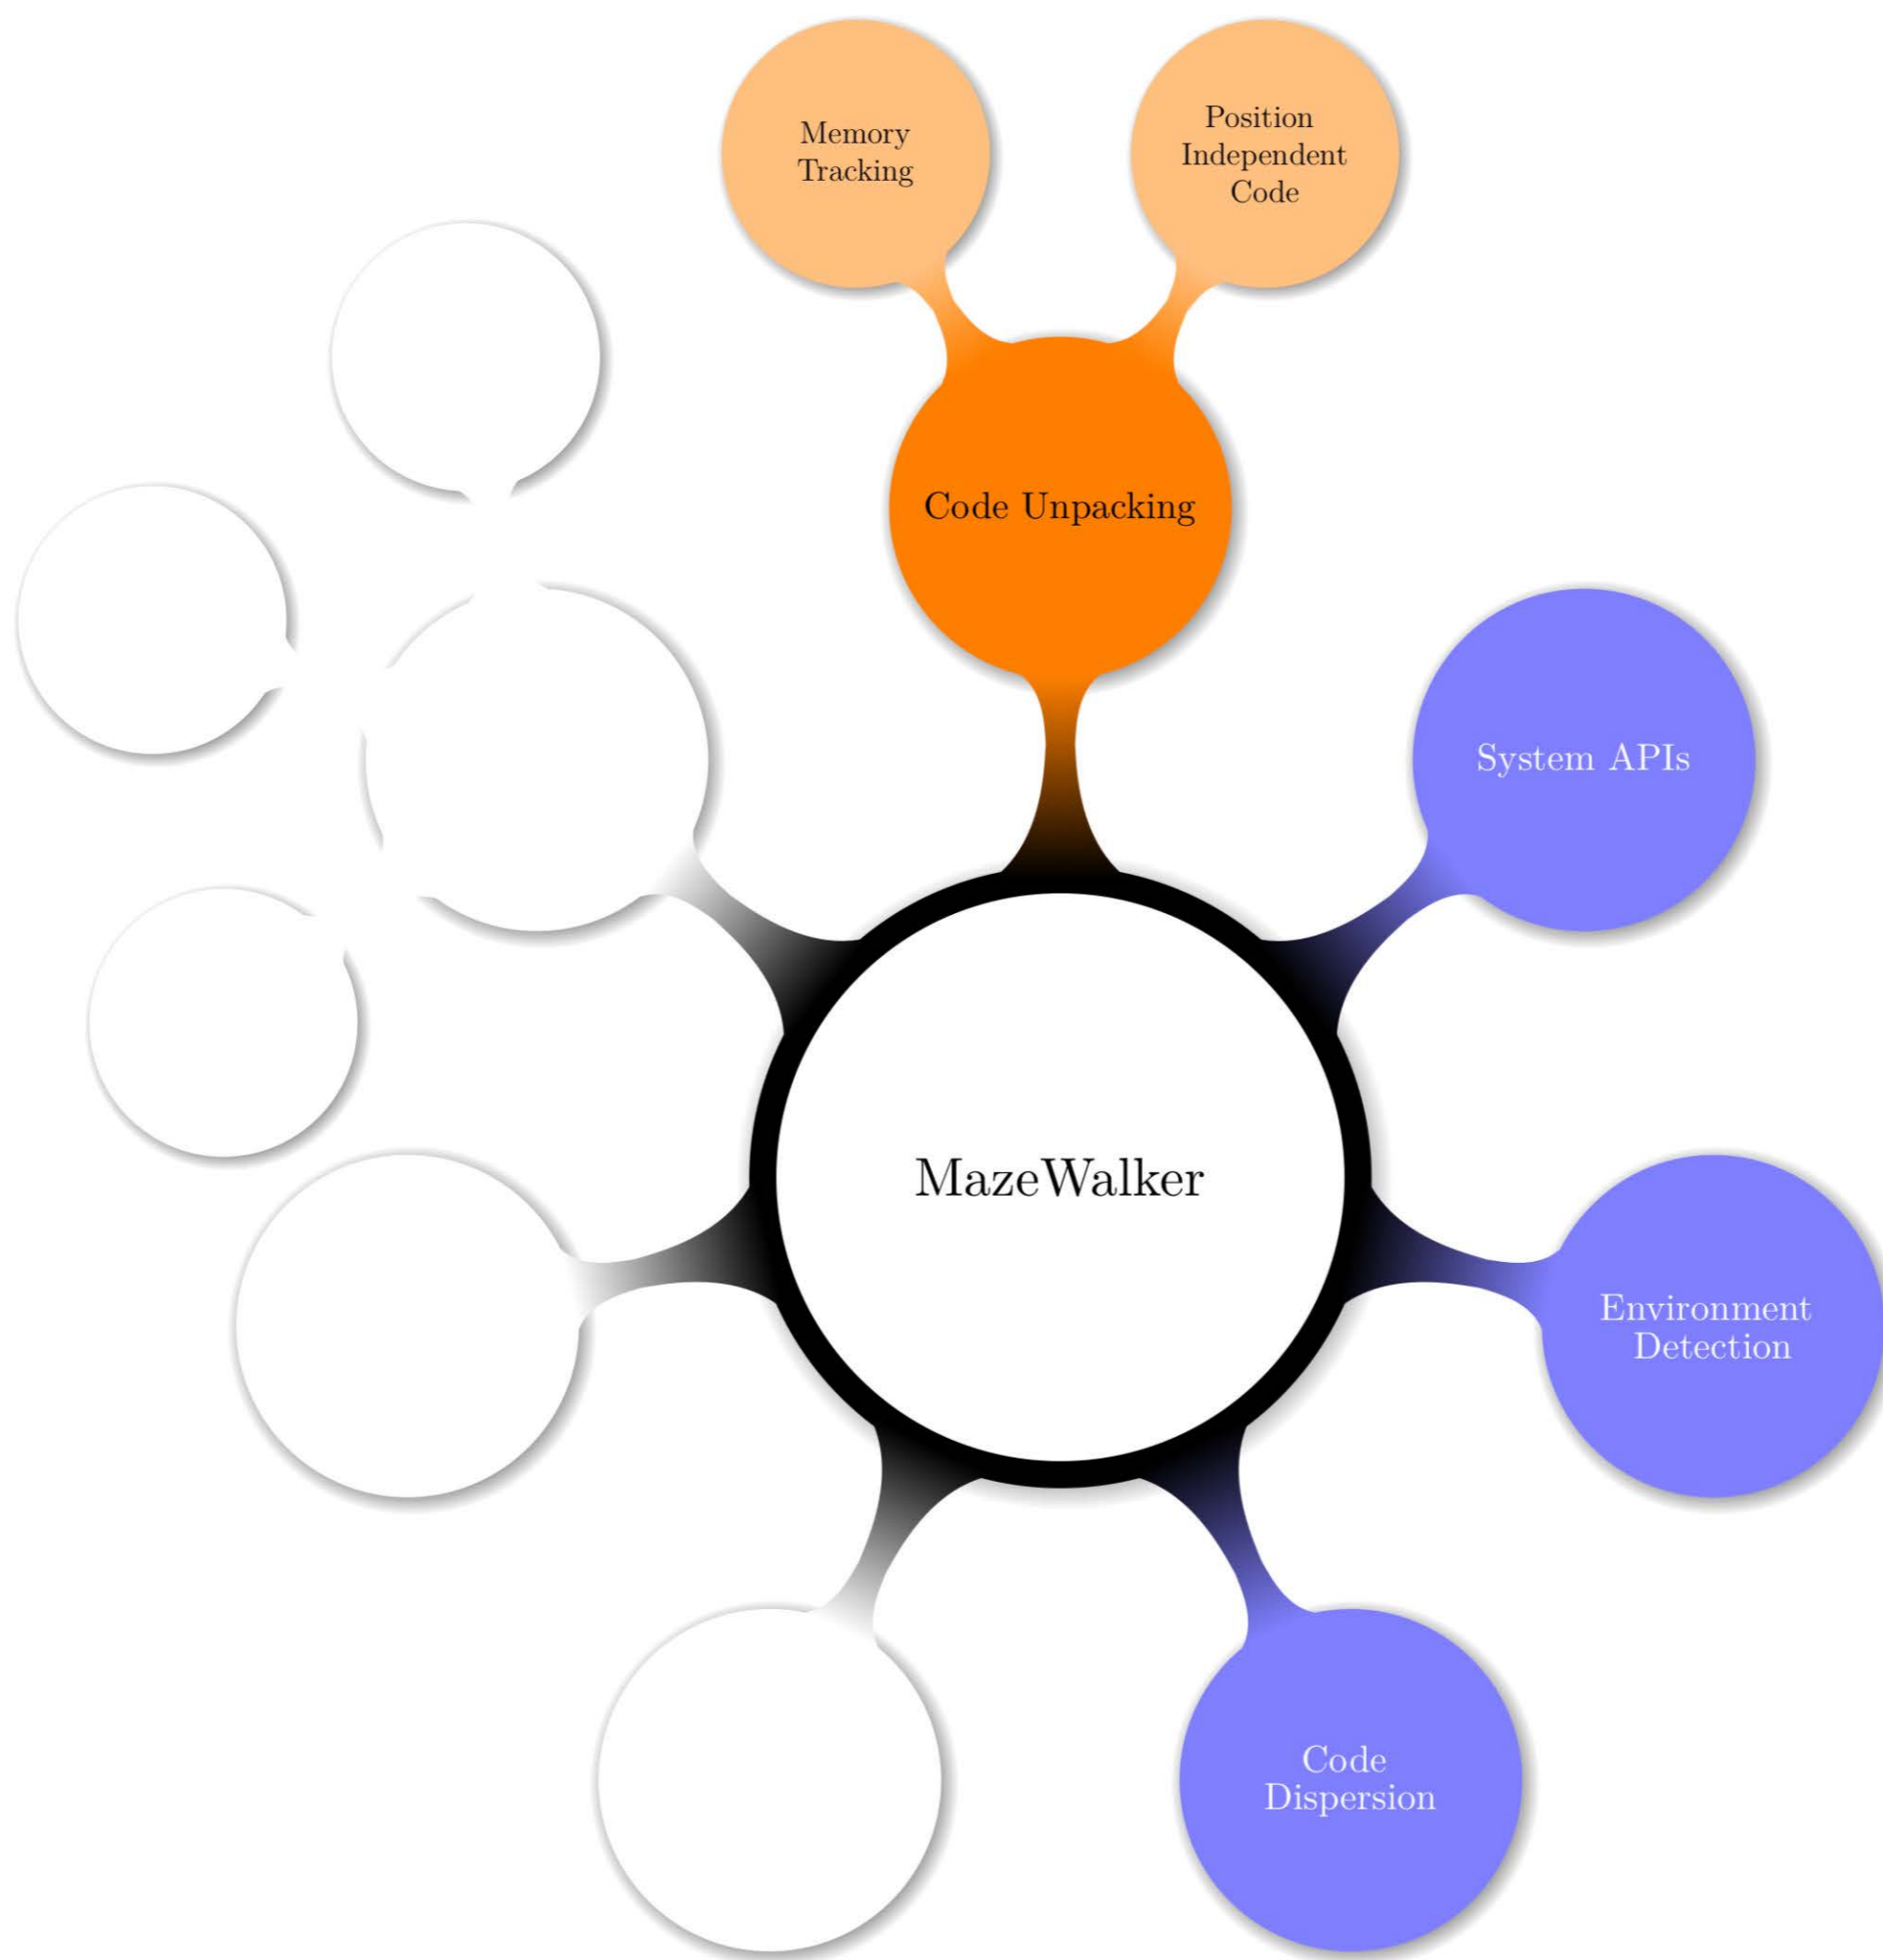 Memory
Tracking
Position
Independent
Code
Code Unpacking
System APIs
MazeWalker
Environment
Detection
Code
Dispersion